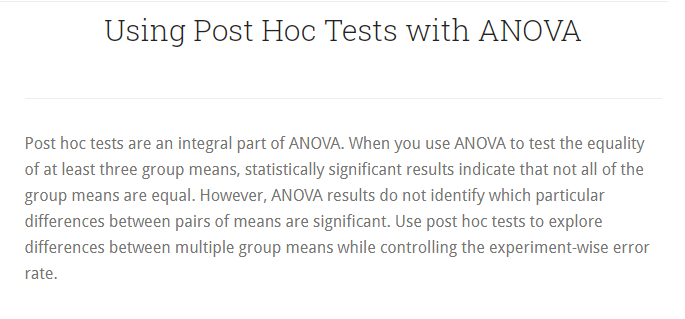 Using Post Hoc Tests with ANOVA
Post hoc tests are an integral part of ANOVA. When you use ANOVA to test the equality
of at least three group means, statistically significant results indicate that not all of the
group means are equal. However, ANOVA results do not identify which particular
differences between pairs of means are significant. Use post hoc tests to explore
differences between multiple group means while controlling the experiment-wise error
rate.